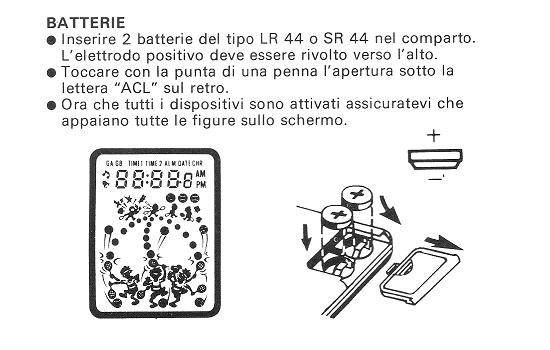 BATTERIE
● Inserire 2 batterie del tipo LR 44 o SR 44 nel comparto.
L'elettrodo positivo deve essere rivolto verso l'alto.
● Toccare con la punta di una penna l'apertura sotto la
lettera "ACL" sul retro.
● Ora che tutti i dispositivi sono attivati assicuratevi che
appaiano tutte le figure sullo schermo.
GA GB TIME1 TIME 2 ALM DATE CHR
88:888 AM
PM
+
−